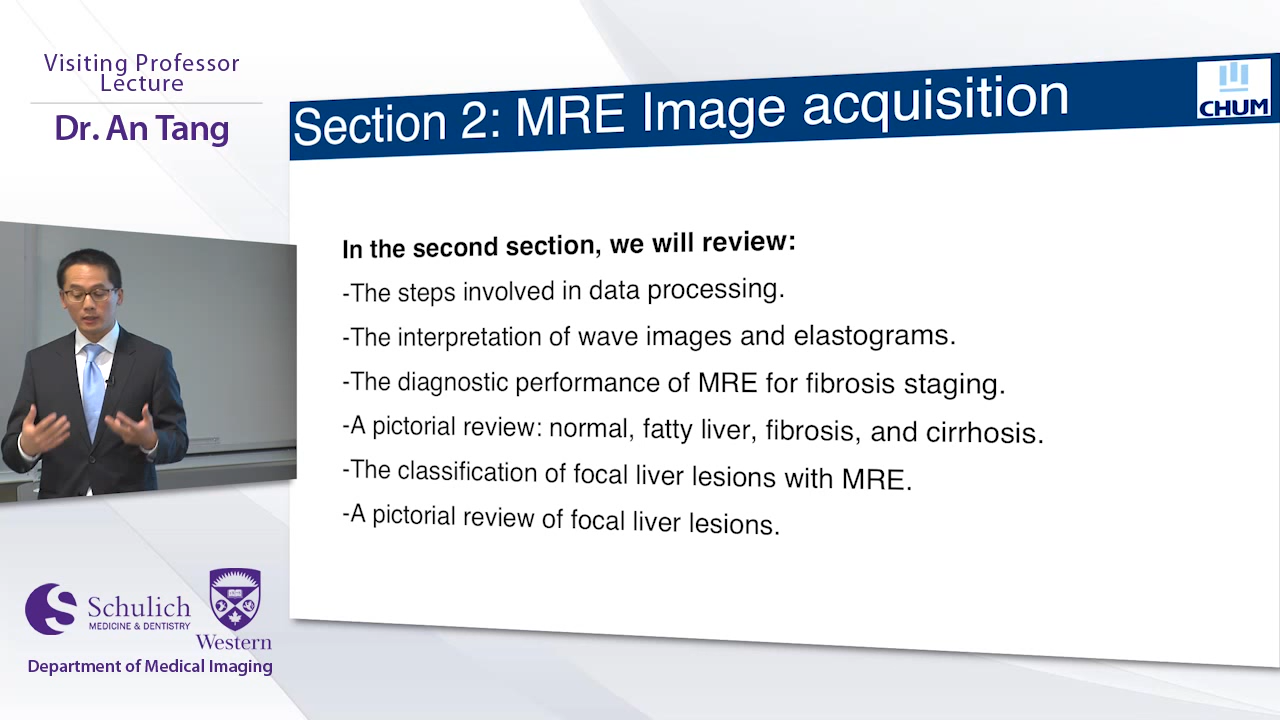 Visiting Professor
Lecture
Dr. An Tang
Section 2: MRE Image acquisition
CHUM
In the second section, we will review:
-The steps involved in data processing.
-The interpretation of wave images and elastograms.
-The diagnostic performance of MRE for fibrosis staging.
-A pictorial review: normal, fatty liver, fibrosis, and cirrhosis.
-The classification of focal liver lesions with MRE.
-A pictorial review of focal liver lesions.
Schulich
MEDICINE & DENTISTRY
Western
Department of Medical Imaging